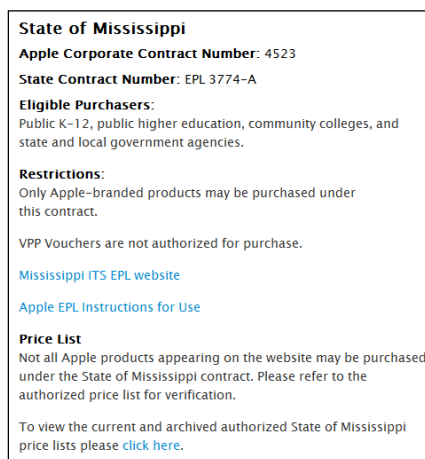 State of Mississippi
Apple Corporate Contract Number: 4523
State Contract Number: EPL 3774-A
Eligible Purchasers:
Public K-12, public higher education, community colleges, and
state and local government agencies.
Restrictions:
Only Apple-branded products may be purchased under
this contract.
VPP Vouchers are not authorized for purchase.
Mississippi ITS EPL website
Apple EPL Instructions for Use
Price List
Not all Apple products appearing on the website may be purchased
under the State of Mississippi contract. Please refer to the
authorized price list for verification.
To view the current and archived authorized State of Mississippi
price lists please click here.